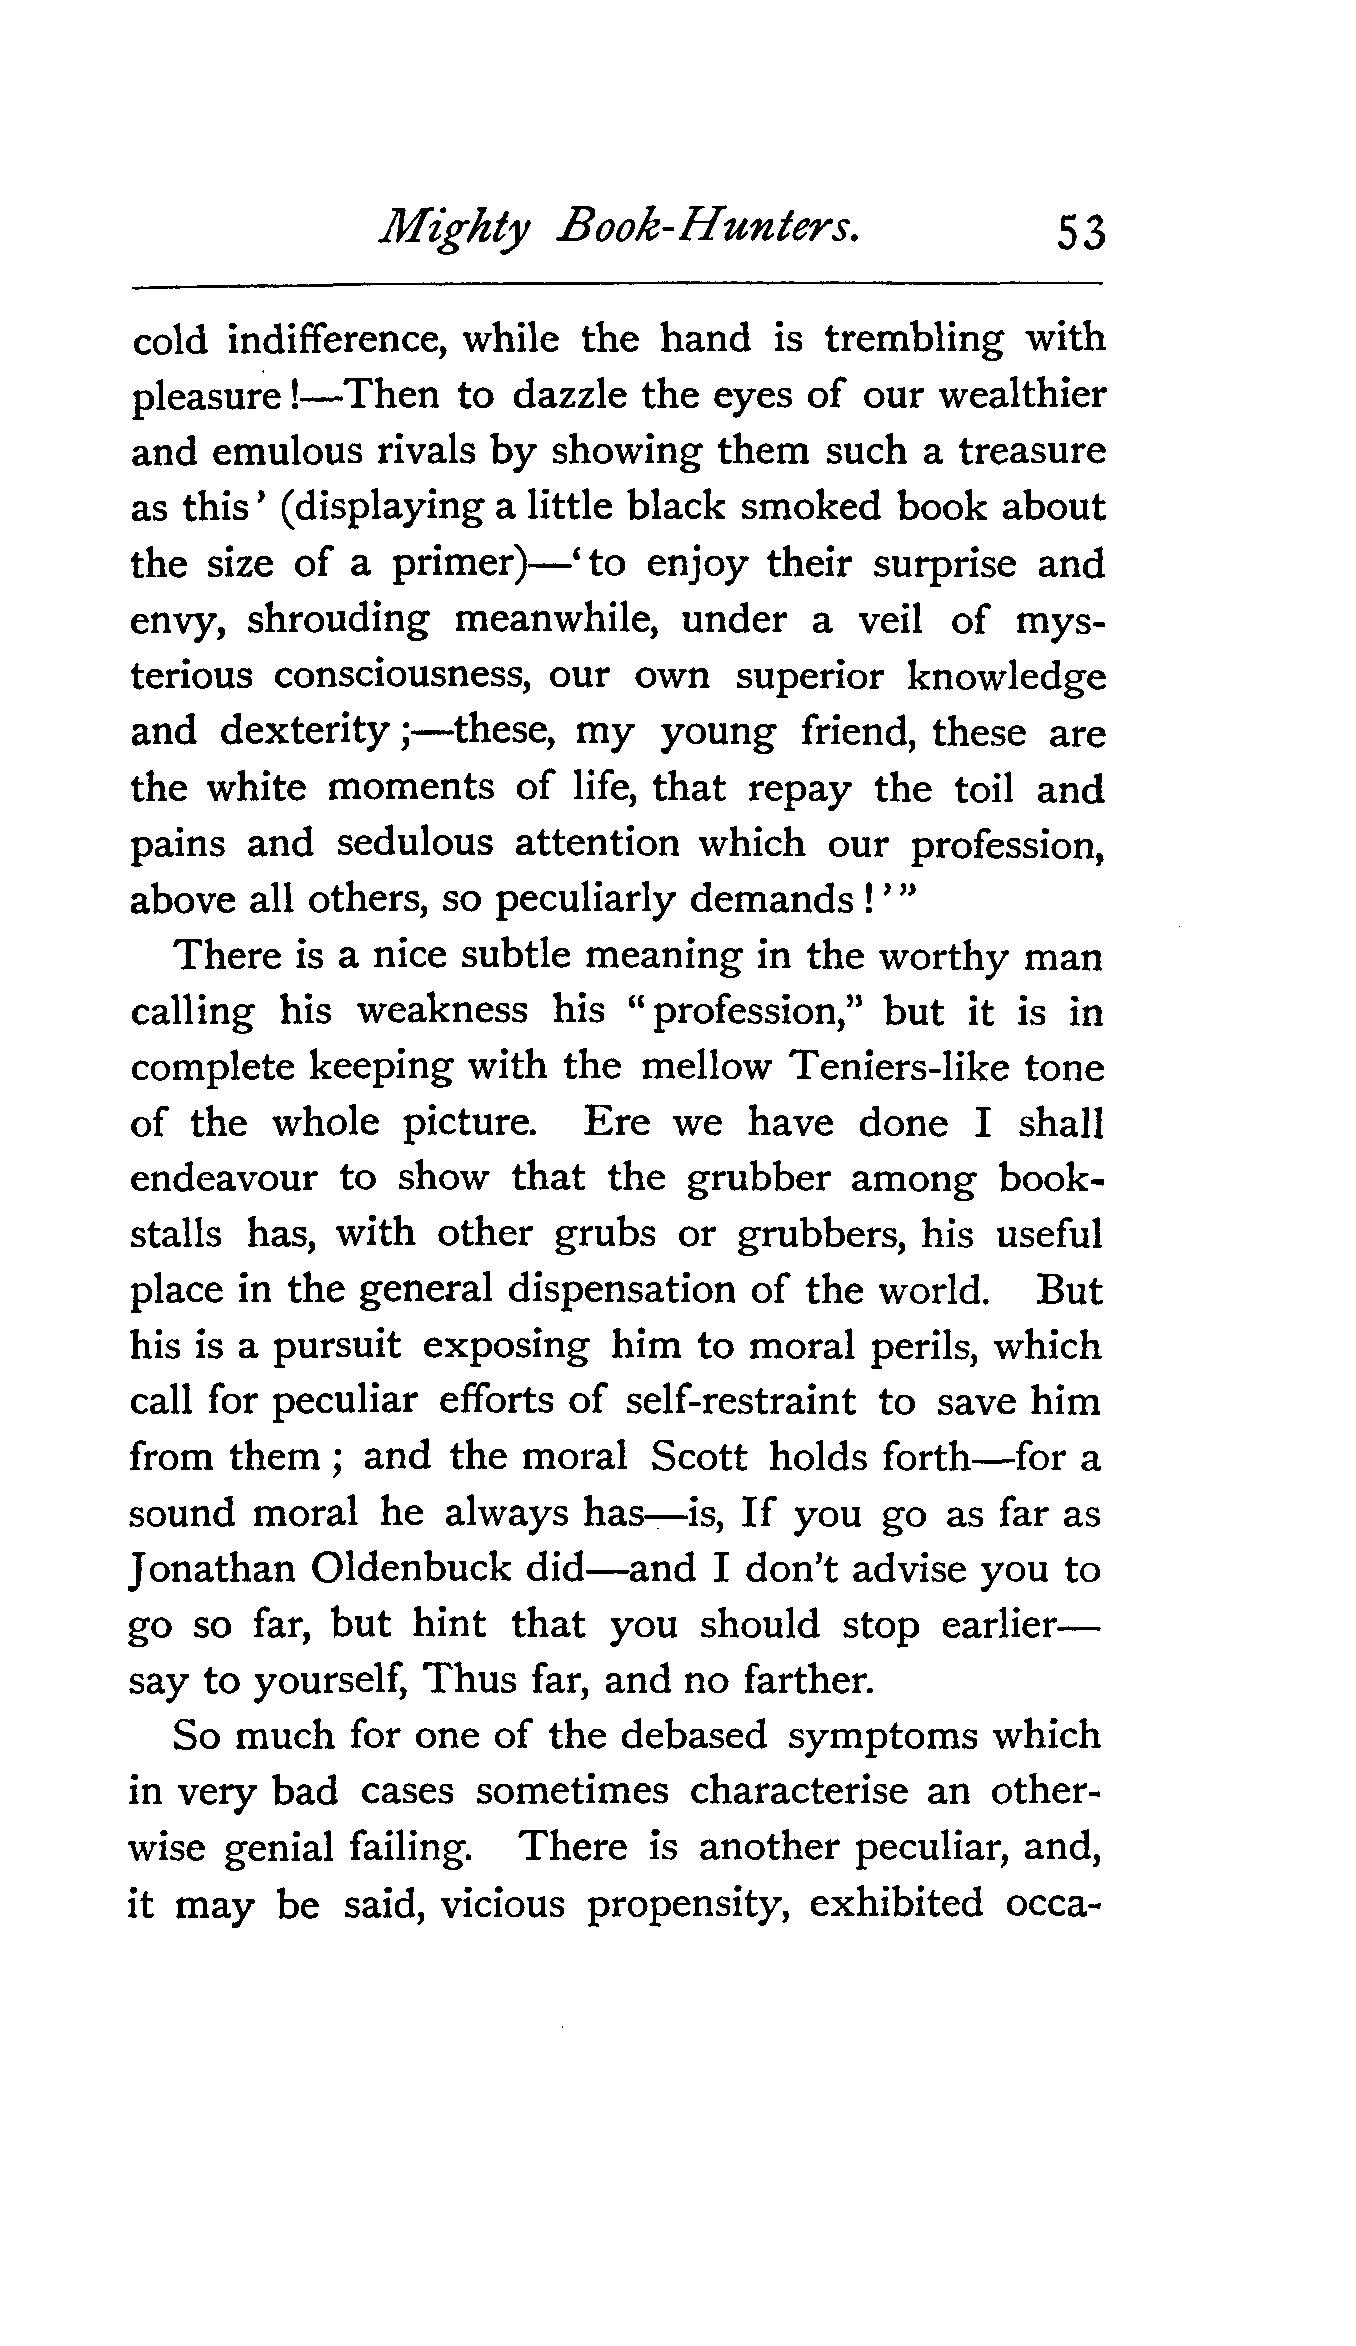 Mighty Book-Hunters. 53
cold indifference, while the hand is trembling with
pleasure!—Then to dazzle the eyes of our wealthier
and emulous rivals by showing them such a treasure
as this' (displaying a little black smoked book about
the size of a primer)—'to enjoy their surprise and
envy, shrouding meanwhile, under a veil of mys-
terious consciousness, our own superior knowledge
and dexterity;—these, my young friend, these are
the white moments of life, that repay the toil and
pains and sedulous attention which our profession,
above all others, so peculiarly demands!'"
There is a nice subtle meaning in the worthy man
calling his weakness his "profession," but it is in
complete keeping with the mellow Teniers-like tone
of the whole picture. Ere we have done I shall
endeavour to show that the grubber among book-
stalls has, with other grubs or grubbers, his useful
place in the general dispensation of the world. But
his is a pursuit exposing him to moral perils, which
call for peculiar efforts of self-restraint to save him
from them; and the moral Scott holds forth—for a
sound moral he always has—is, If you go as far as
Jonathan Oldenbuck did—and I don't advise you to
go so far, but hint that you should stop earlier—
say to yourself, Thus far, and no farther.
So much for one of the debased symptoms which
in very bad cases sometimes characterise an other-
wise genial failing. There is another peculiar, and,
it may be said, vicious propensity, exhibited occa-